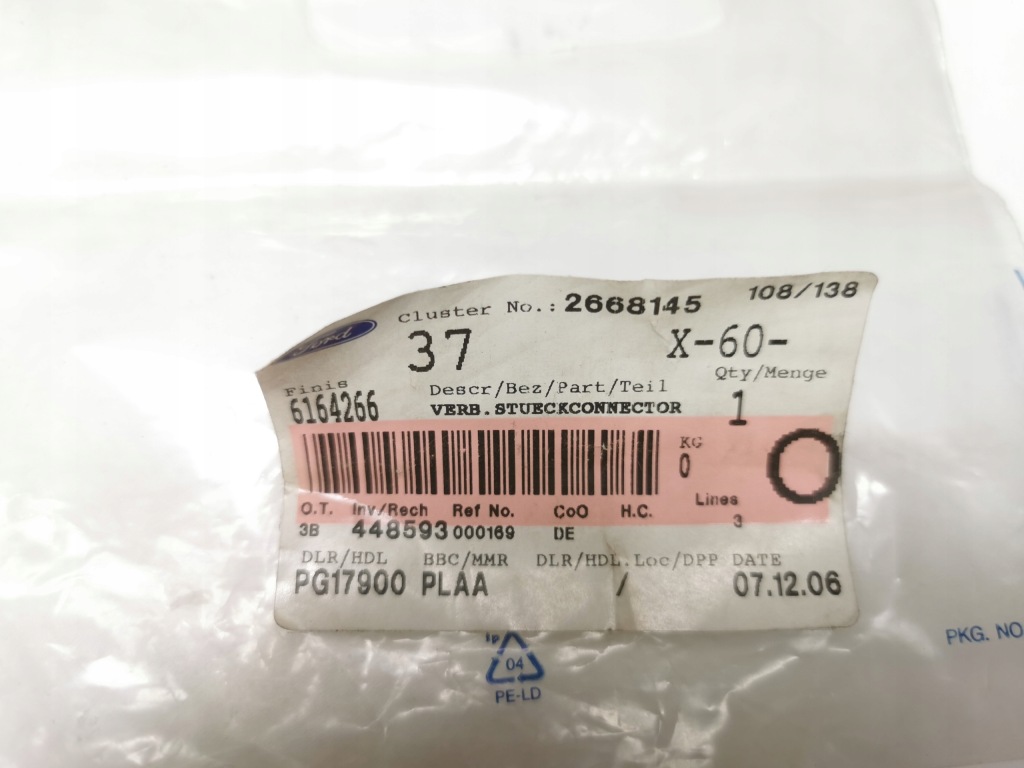 Ford
Cluster No.: 2668145
108/138
37
X-60-
Finis
Descr/Bez/Part/Teil
Qty/Menge
6164266
VERB.STUECKCONNECTOR
1
KG
0
O.T. Inv/Rech Ref No. CoO H.C. Lines
3B 448593 000169 DE 3
DLR/HDL BBC/MMR DLR/HDL.Loc/DPP DATE
PG17900 PLAA / 07.12.06
PKG. NO
04
PE-LD